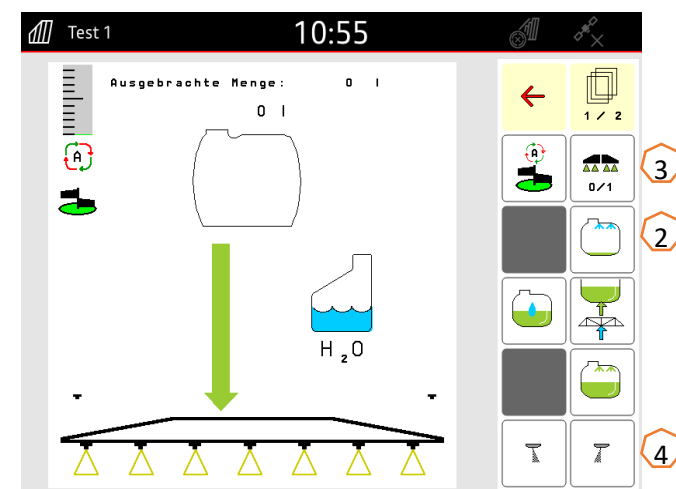 Test 1
10:55
Ausgebrachte Menge: 0 l
0 l
1 / 2
A
A
0/1
3
2
H₂O
4